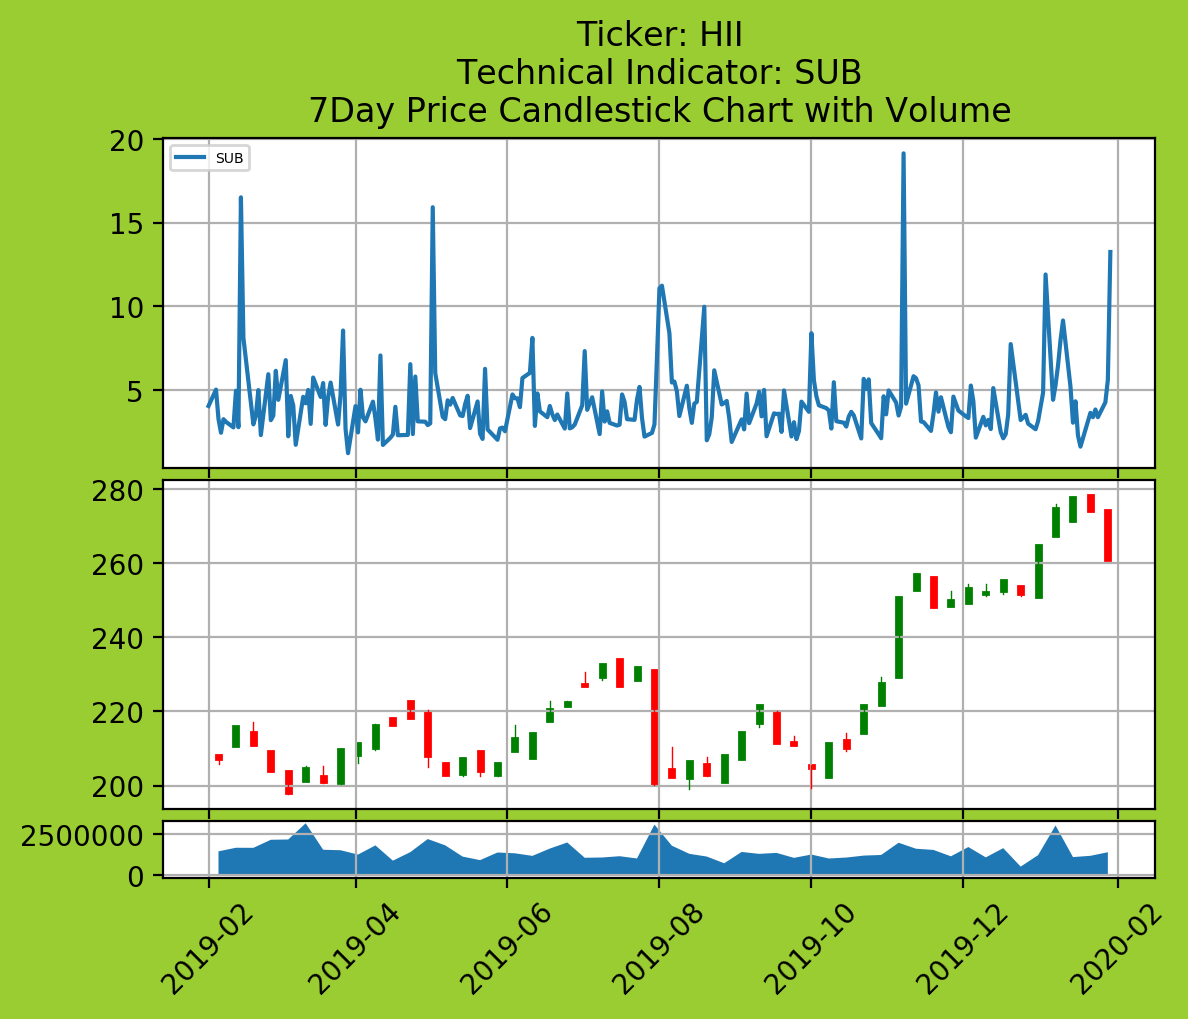 Ticker: HII
Technical Indicator: SUB
7Day Price Candlestick Chart with Volume
20
SUB
15
10
5
280
260
240
220
200
2500000
0
2019-02 2019-04 2019-06 2019-08 2019-10 2019-12 2020-02